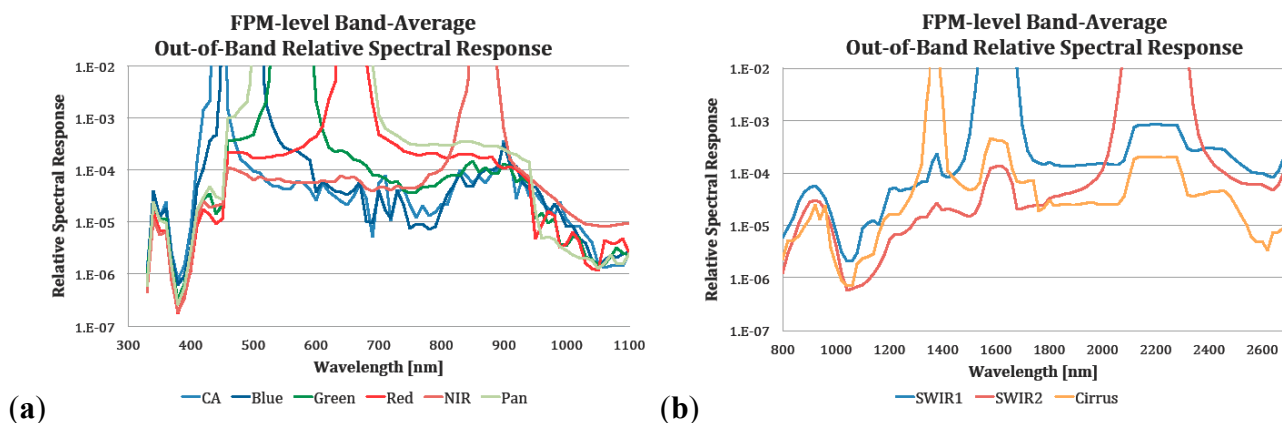 FPM-level Band-Average
Out-of-Band Relative Spectral Response
Relative Spectral Response
1.E-02
1.E-03
1.E-04
1.E-05
1.E-06
1.E-07
300 400 500 600 700 800 900 1000 1100
Wavelength [nm]
CA Blue Green Red NIR Pan
(a)
FPM-level Band-Average
Out-of-Band Relative Spectral Response
Relative Spectral Response
1.E-02
1.E-03
1.E-04
1.E-05
1.E-06
1.E-07
800 1000 1200 1400 1600 1800 2000 2200 2400 2600
Wavelength [nm]
SWIR1 SWIR2 Cirrus
(b)